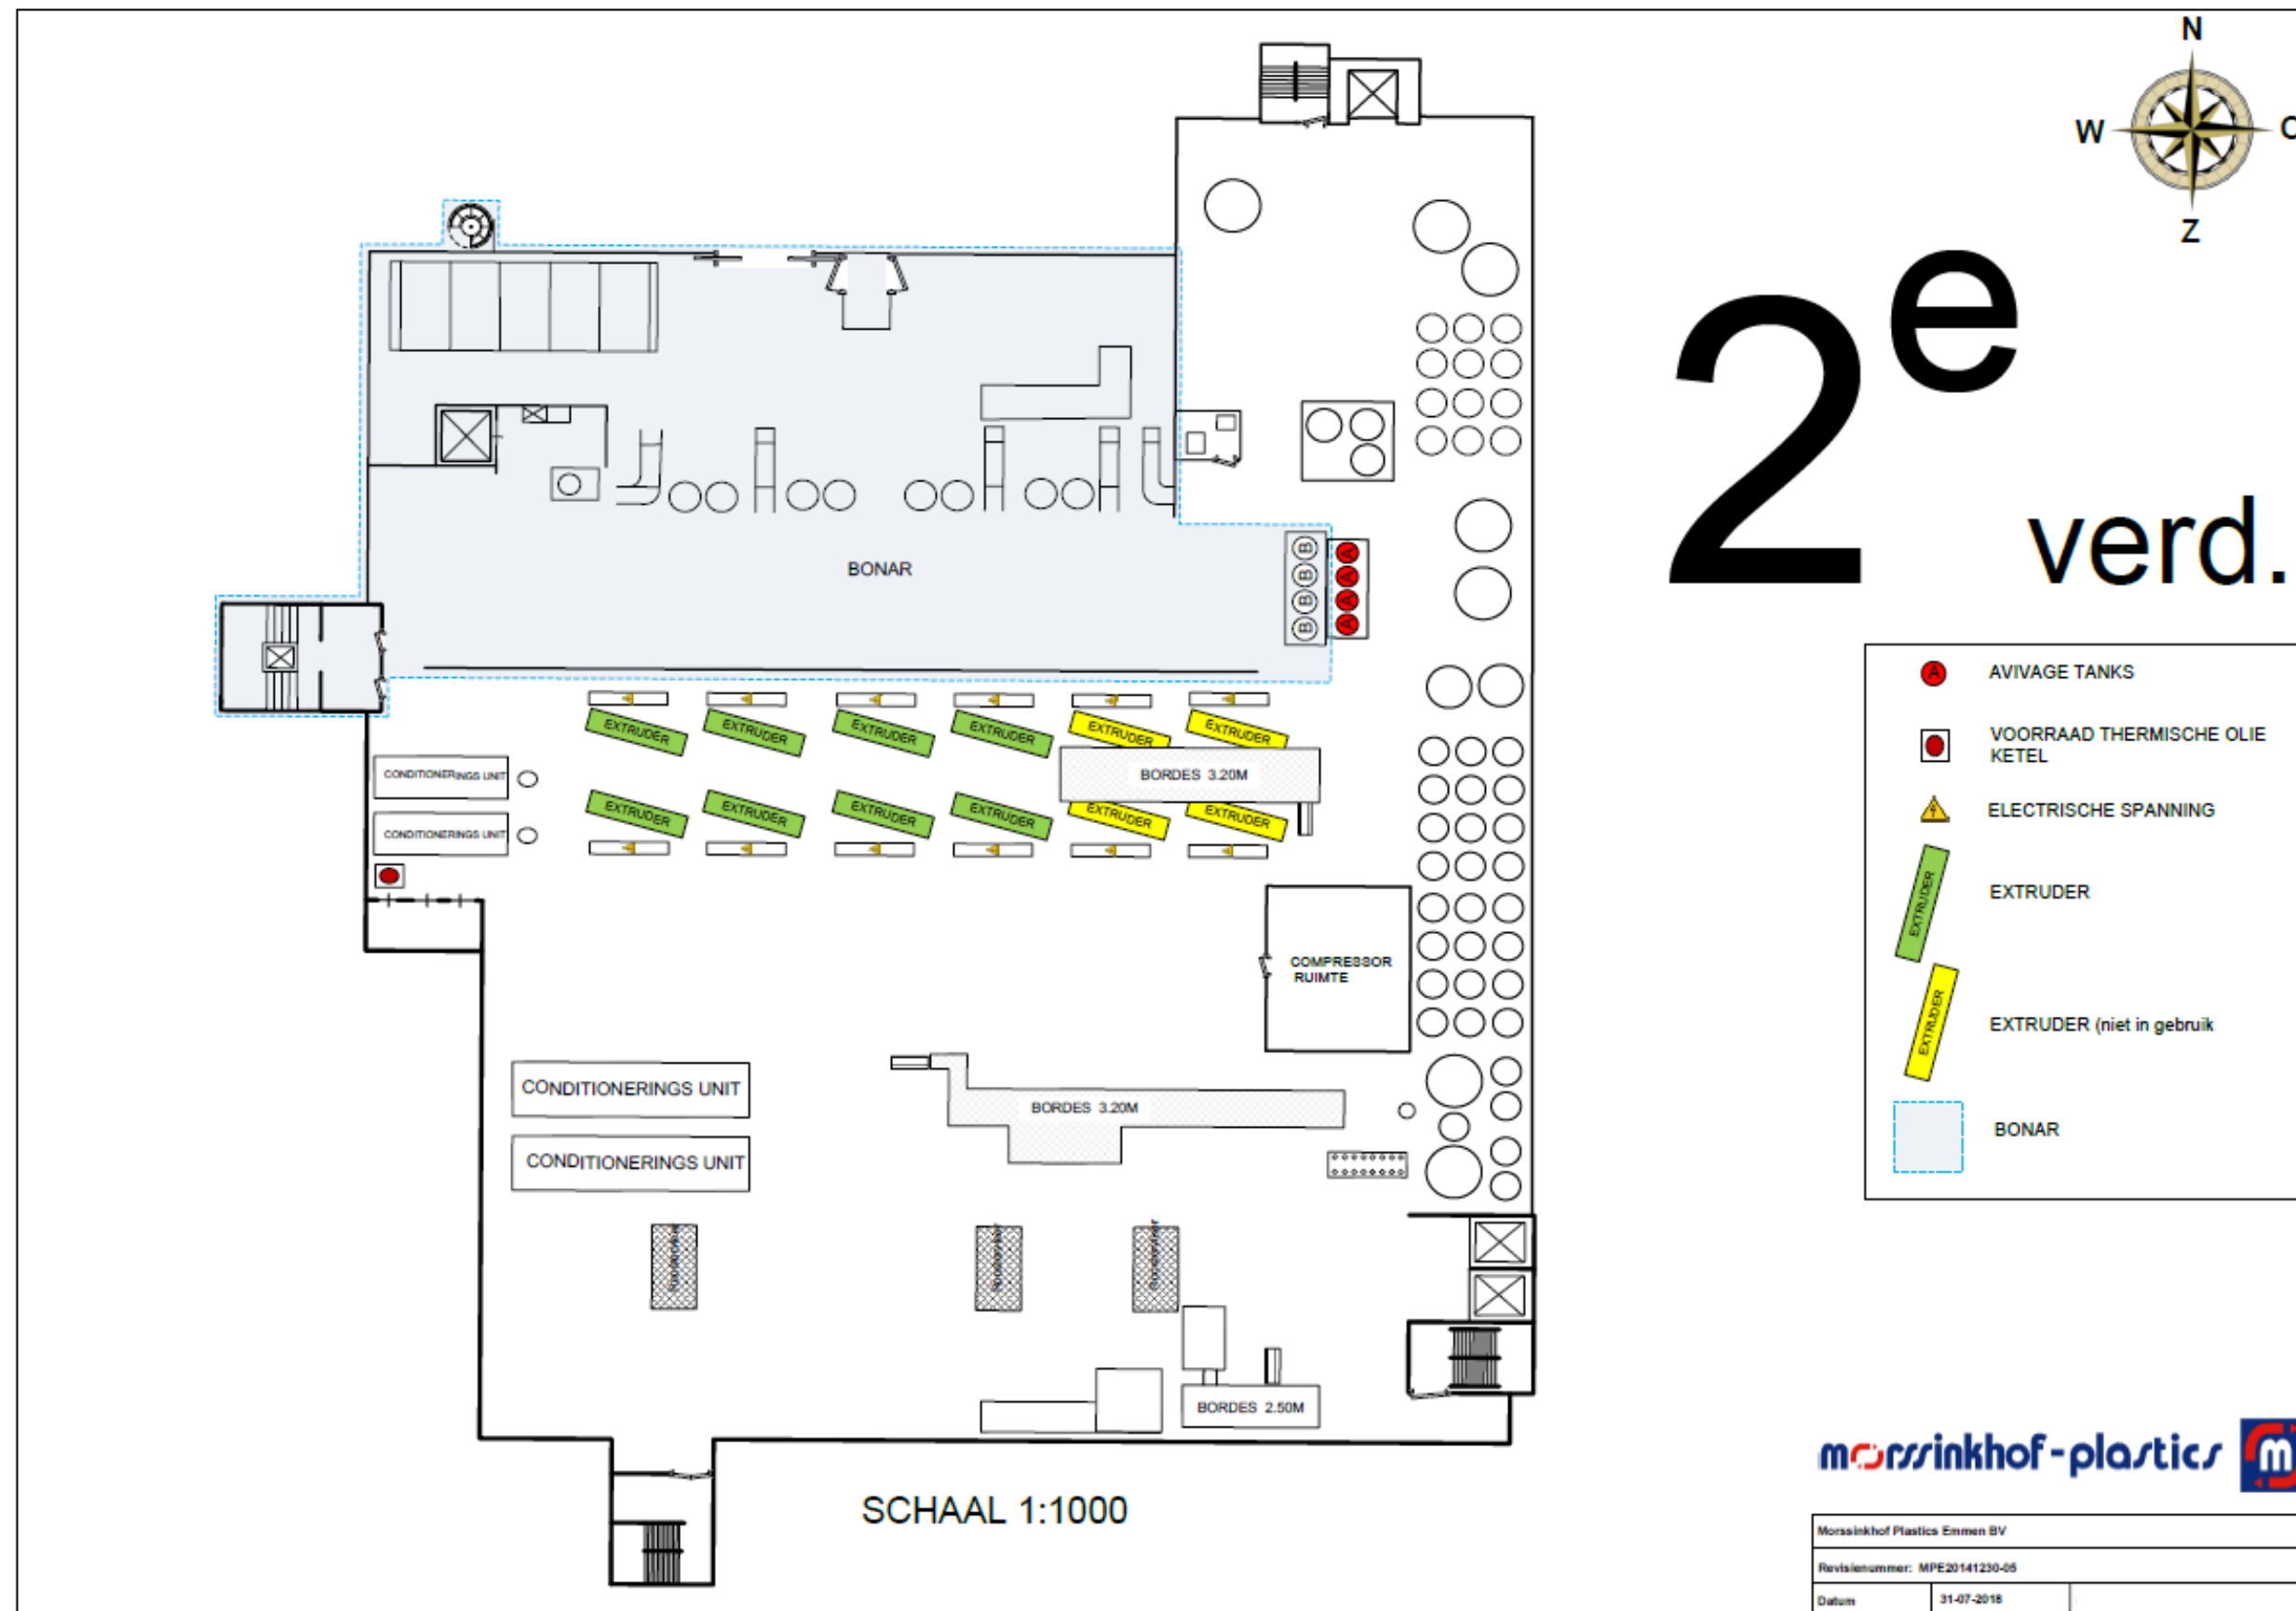 N
W
Z
2e
verd.
BONAR
B
B
B
B
A
A
A
A
EXTRUDER
EXTRUDER
EXTRUDER
EXTRUDER
EXTRUDER
EXTRUDER
CONDITIONERINGS UNIT
BORDES 3.20M
EXTRUDER
EXTRUDER
EXTRUDER
EXTRUDER
EXTRUDER
EXTRUDER
CONDITIONERINGS UNIT
COMPRESSOR
RUIMTE
CONDITIONERINGS UNIT
BORDES 3.20M
CONDITIONERINGS UNIT
BORDES 2.50M
SCHAAL 1:1000
A
AVIVAGE TANKS
VOORRAAD THERMISCHE OLIE
KETEL
ELECTRISCHE SPANNING
EXTRUDER
EXTRUDER
EXTRUDER
EXTRUDER (niet in gebruik
BONAR
morssinkhof-plastics
m
Morssinkhof Plastics Emmen BV
Revisienummer: MPE20141230-05
Datum 31-07-2018